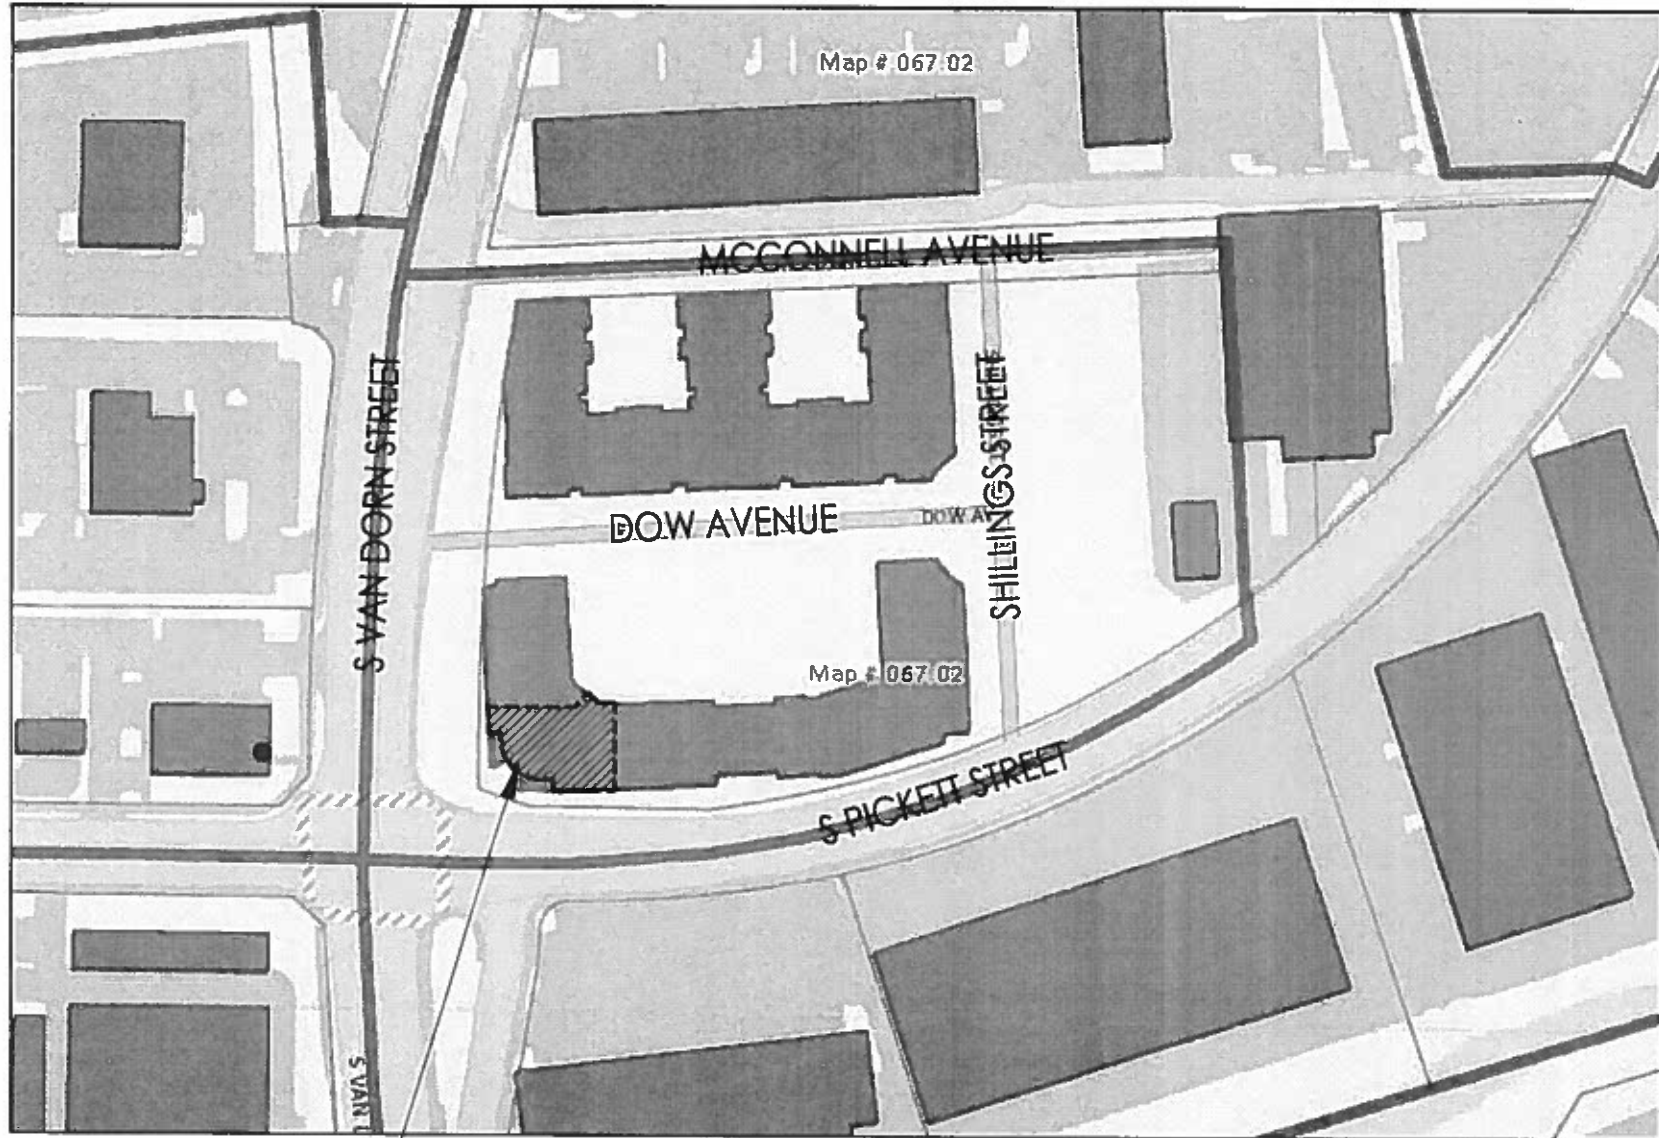 Map # 067.02
MCCONNELL AVENUE
S VAN DORN STREET
SHILLINGS STREET
DOW AVENUE
DOW AV
Map # 067.02
S PICKETT STREET
S VAN